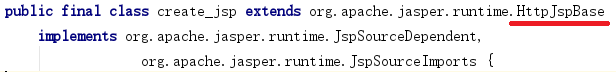 public final class create_jsp extends org.apache.jasper.runtime.HttpJspBase
implements org.apache.jasper.runtime.JspSourceDependent,
org.apache.jasper.runtime.JspSourceImports {